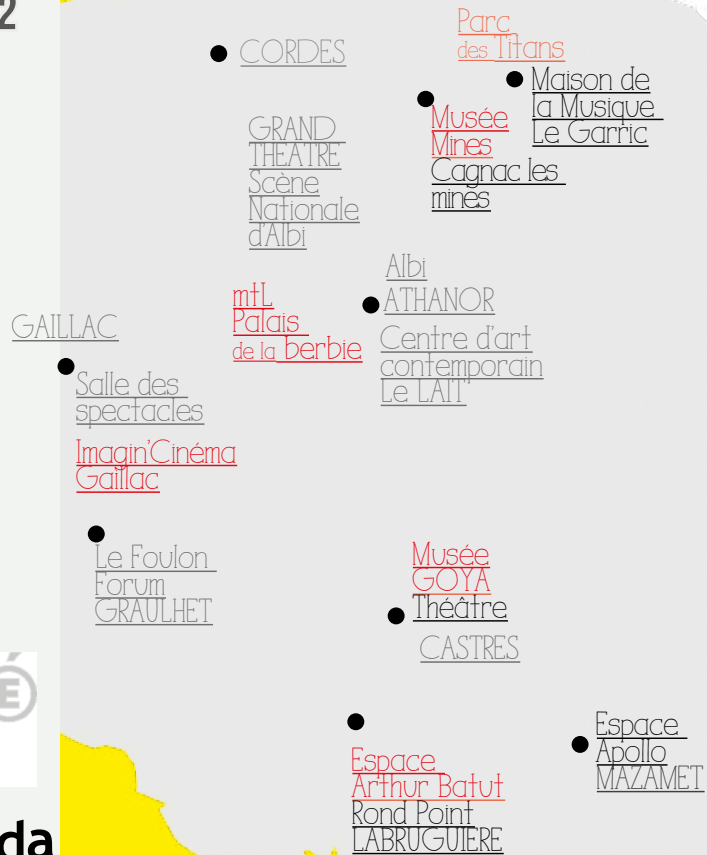 2
Parc
des Titans
CORDES
Maison de
la Musique
Le Garric
Musée
Mines
Cagnac les
mines
GRAND
THEATRE
Scène
Nationale
d'Albi
Albi
ATHANOR
Centre d'art
contemporain
Le LAIT
mtL
Palais
de la berbie
GAILLAC
Salle des
spectacles
Imagin'Cinéma
Gaillac
Le Foulon
Forum
GRAULHET
Musée
GOYA
Théâtre
CASTRES
É
Espace
Apollo
MAZAMET
Espace
Arthur Batut
Rond Point
LABRUGUIERE
da